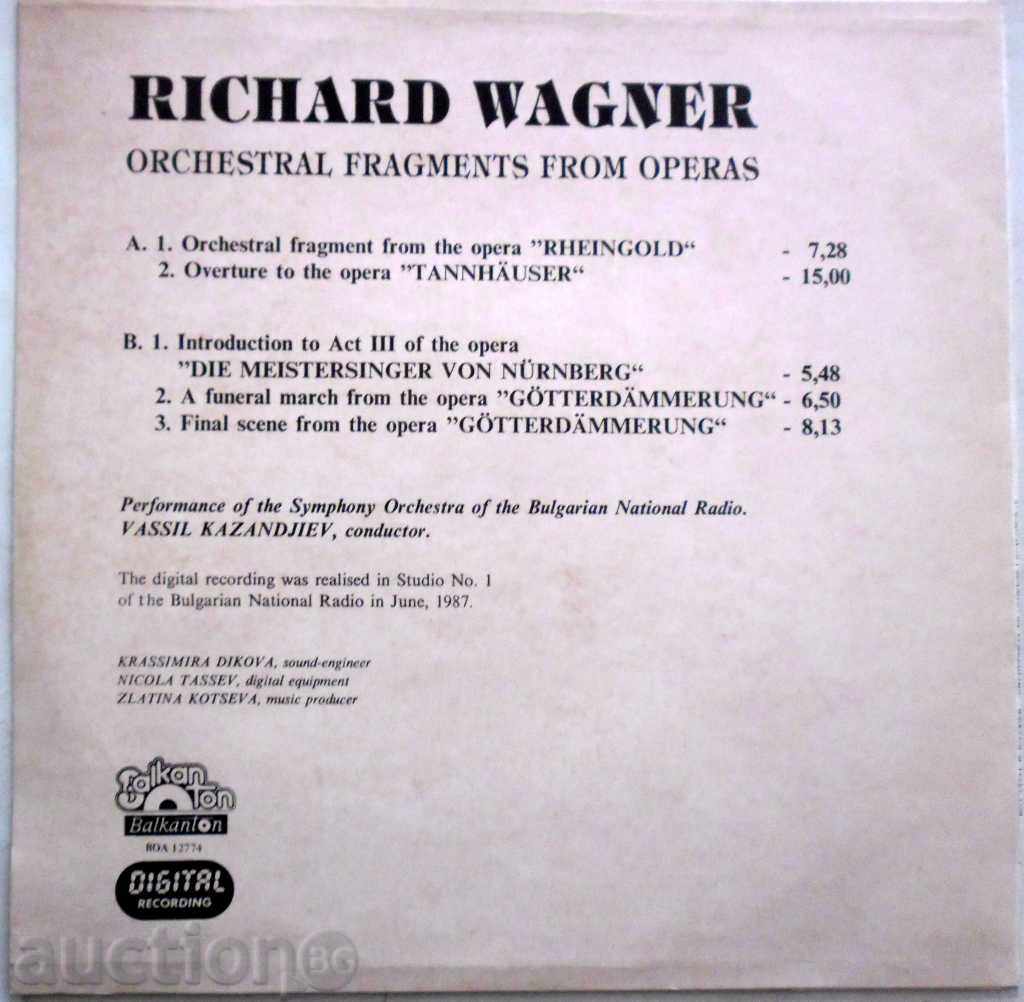 RICHARD WAGNER
ORCHESTRAL FRAGMENTS FROM OPERAS
A. 1. Orchestral fragment from the opera ”RHEINGOLD“ - 7,28
2. Overture to the opera ”TANNHÄUSER“ - 15,00
B. 1. Introduction to Act III of the opera
”DIE MEISTERSINGER VON NÜRNBERG“ - 5,48
2. A funeral march from the opera ”GÖTTERDÄMMERUNG“ - 6,50
3. Final scene from the opera ”GÖTTERDÄMMERUNG“ - 8,13
Performance of the Symphony Orchestra of the Bulgarian National Radio.
VASSIL KAZANDJIEV, conductor.
The digital recording was realised in Studio No. 1
of the Bulgarian National Radio in June, 1987.
KRASSIMIRA DIKOVA, sound-engineer
NICOLA TASSEV, digital equipment
ZLATINA KOTSEVA, music producer
Balkan
Ton
Balkanton
BOA 12774
DIGITAL
RECORDING
auction BG